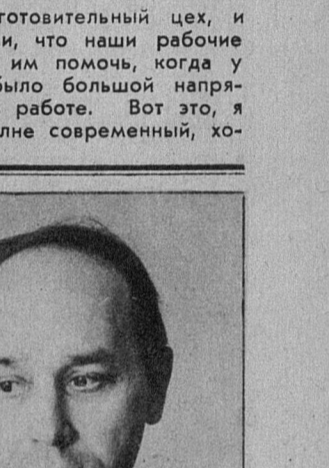 готовительный цех, и
и, что наши рабочие
им помочь, когда у
было большой напря-
работе. Вот это, я
лне современный, хо-